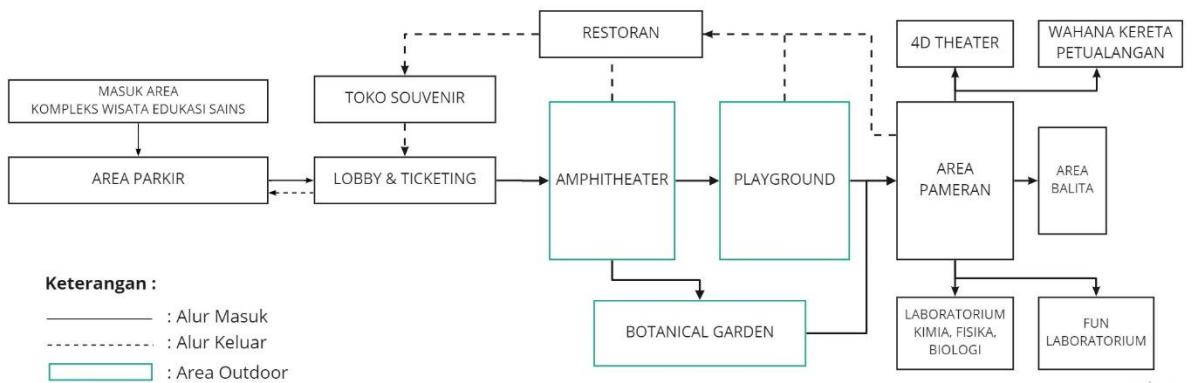 RESTORAN
4D THEATER
WAHANA KERETA
PETUALANGAN
MASUK AREA
KOMPLEKS WISATA EDUKASI SAINS
TOKO SOUVENIR
AREA PARKIR
LOBBY & TICKETING
AMPHITHEATER
PLAYGROUND
AREA
PAMERAN
AREA
BALITA
BOTANICAL GARDEN
LABORATORIUM
KIMIA, FISIKA,
BIOLOGI
FUN
LABORATORIUM
Keterangan :
: Alur Masuk
: Alur Keluar
: Area Outdoor